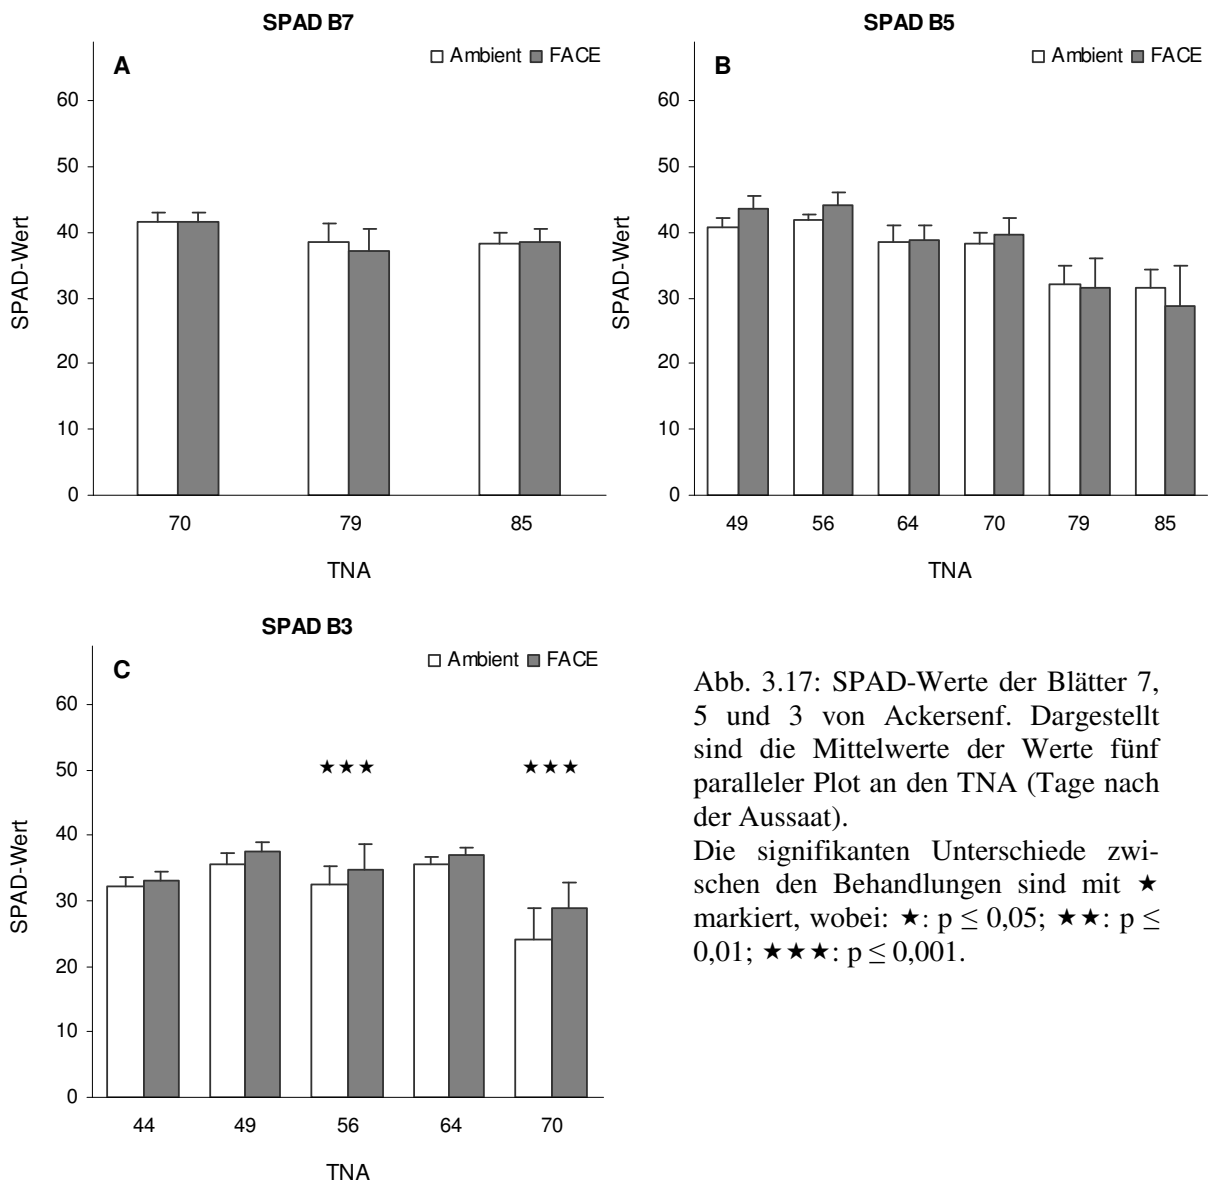 SPAD B7
A
Ambient FACE
60
50
40
30
20
10
0
SPAD-Wert
70 79 85
TNA
SPAD B5
B
Ambient FACE
60
50
40
30
20
10
0
SPAD-Wert
49 56 64 70 79 85
TNA
SPAD B3
C
Ambient FACE
60
50
40
30
20
10
0
SPAD-Wert
★★★ ★★★
44 49 56 64 70
TNA
Abb. 3.17: SPAD-Werte der Blätter 7,
5 und 3 von Ackersenf. Dargestellt
sind die Mittelwerte der Werte fünf
paralleler Plot an den TNA (Tage nach
der Aussaat).
Die signifikanten Unterschiede zwi-
schen den Behandlungen sind mit ★
markiert, wobei: ★: p ≤ 0,05; ★★: p ≤
0,01; ★★★: p ≤ 0,001.